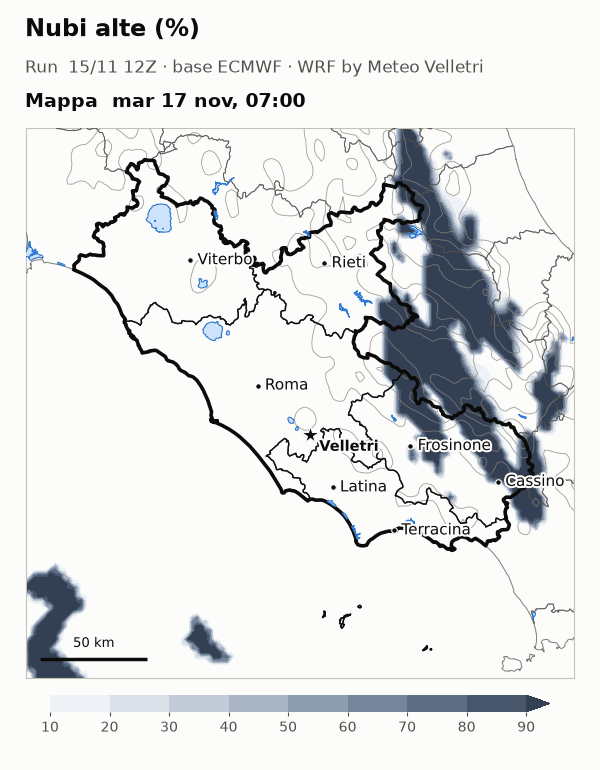 Nubi alte (%)
Run  15/11 12Z · base ECMWF · WRF by Meteo Velletri
Mappa  mar 17 nov, 07:00
Viterbo
Rieti
Roma
Velletri
Frosinone
Cassino
Latina
Terracina
50 km
10 20 30 40 50 60 70 80 90